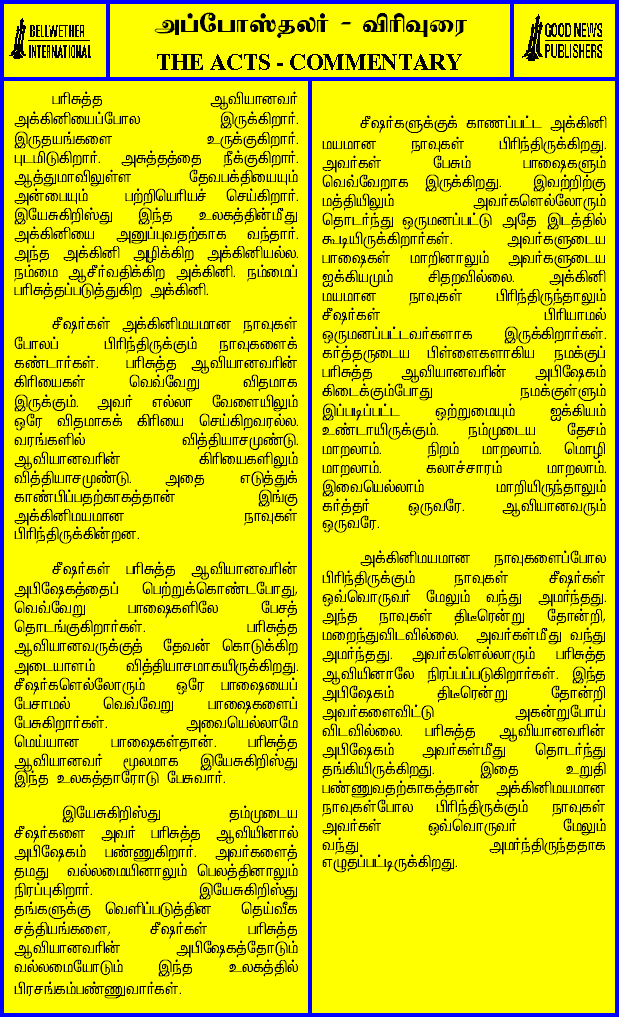 BELLWETHER
INTERNATIONAL
அப்போஸ்தலர் - விரிவுரை
THE ACTS - COMMENTARY
GOOD NEWS
PUBLISHERS
பரிசுத்த ஆவியானவர்
அக்கினியைப்போல இருக்கிறார்.
இருதயங்களை உருக்குகிறார்.
புடமிடுகிறார். அசுத்தத்தை நீக்குகிறார்.
ஆத்துமாவிலுள்ள தேவபக்தியையும்
அன்பையும் பற்றியெரியச் செய்கிறார்.
இயேசுகிறிஸ்து இந்த உலகத்தின்மீது
அக்கினியை அனுப்புவதற்காக வந்தார்.
அந்த அக்கினி அழிக்கிற அக்கினியல்ல.
நம்மை ஆசீர்வதிக்கிற அக்கினி. நம்மைப்
பரிசுத்தப்படுத்துகிற அக்கினி.
சீஷர்கள் அக்கினிமயமான நாவுகள்
போலப் பிரிந்திருக்கும் நாவுகளைக்
கண்டார்கள். பரிசுத்த ஆவியானவரின்
கிரியைகள் வெவ்வேறு விதமாக
இருக்கும். அவர் எல்லா வேளையிலும்
ஒரே விதமாகக் கிரியை செய்கிறவரல்ல.
வரங்களில் வித்தியாசமுண்டு.
ஆவியானவரின் கிரியைகளிலும்
வித்தியாசமுண்டு. அதை எடுத்துக்
காண்பிப்பதற்காகத்தான் இங்கு
அக்கினிமயமான நாவுகள்
பிரிந்திருக்கின்றன.
சீஷர்கள் பரிசுத்த ஆவியானவரின்
அபிஷேகத்தைப் பெற்றுக்கொண்டபோது,
வெவ்வேறு பாஷைகளிலே பேசத்
தொடங்குகிறார்கள். பரிசுத்த
ஆவியானவருக்குத் தேவன் கொடுக்கிற
அடையாளம் வித்தியாசமாகயிருக்கிறது.
சீஷர்களெல்லோரும் ஒரே பாஷையைப்
பேசாமல் வெவ்வேறு பாஷைகளைப்
பேசுகிறார்கள். அவையெல்லாமே
மெய்யான பாஷைகள்தான். பரிசுத்த
ஆவியானவர் மூலமாக இயேசுகிறிஸ்து
இந்த உலகத்தாரோடு பேசுவார்.
இயேசுகிறிஸ்து தம்முடைய
சீஷர்களை அவர் பரிசுத்த ஆவியினால்
அபிஷேகம் பண்ணுகிறார். அவர்களைத்
தமது வல்லமையினாலும் பெலத்தினாலும்
நிரப்புகிறார். இயேசுகிறிஸ்து
தங்களுக்கு வெளிப்படுத்தின தெய்வீக
சத்தியங்களை, சீஷர்கள் பரிசுத்த
ஆவியானவரின் அபிஷேகத்தோடும்
வல்லமையோடும் இந்த உலகத்தில்
பிரசங்கம்பண்ணுவார்கள்.
சீஷர்களுக்குக் காணப்பட்ட அக்கினி
மயமான நாவுகள் பிரிந்திருக்கிறது.
அவர்கள் பேசும் பாஷைகளும்
வெவ்வேறாக இருக்கிறது. இவற்றிற்கு
மத்தியிலும் அவர்களெல்லோரும்
தொடர்ந்து ஒருமனப்பட்டு அதே இடத்தில்
கூடியிருக்கிறார்கள். அவர்களுடைய
பாஷைகள் மாறினாலும் அவர்களுடைய
ஐக்கியமும் சிதறவில்லை. அக்கினி
மயமான நாவுகள் பிரிந்திருந்தாலும்
சீஷர்கள் பிரியாமல்
ஒருமனப்பட்டவர்களாக இருக்கிறார்கள்.
கர்த்தருடைய பிள்ளைகளாகிய நமக்குப்
பரிசுத்த ஆவியானவரின் அபிஷேகம்
கிடைக்கும்போது நமக்குள்ளும்
இப்படிப்பட்ட ஒற்றுமையும் ஐக்கியம்
உண்டாயிருக்கும். நம்முடைய தேசம்
மாறலாம். நிறம் மாறலாம். மொழி
மாறலாம். கலாச்சாரம் மாறலாம்.
இவையெல்லாம் மாறியிருந்தாலும்
கர்த்தர் ஒருவரே. ஆவியானவரும்
ஒருவரே.
அக்கினிமயமான நாவுகளைப்போல
பிரிந்திருக்கும் நாவுகள் சீஷர்கள்
ஒவ்வொருவர் மேலும் வந்து அமர்ந்தது.
அந்த நாவுகள் திடீரென்று தோன்றி,
மறைந்துவிடவில்லை. அவர்கள்மீது வந்து
அமர்ந்தது. அவர்களெல்லாரும் பரிசுத்த
ஆவியினாலே நிரப்பப்படுகிறார்கள். இந்த
அபிஷேகம் திடீரென்று தோன்றி
அவர்களைவிட்டு அகன்றுபோய்
விடவில்லை. பரிசுத்த ஆவியானவரின்
அபிஷேகம் அவர்கள்மீது தொடர்ந்து
தங்கியிருக்கிறது. இதை உறுதி
பண்ணுவதற்காகத்தான் அக்கினிமயமான
நாவுகள்போல பிரிந்திருக்கும் நாவுகள்
அவர்கள் ஒவ்வொருவர் மேலும்
வந்து அமர்ந்திருந்ததாக
எழுதப்பட்டிருக்கிறது.